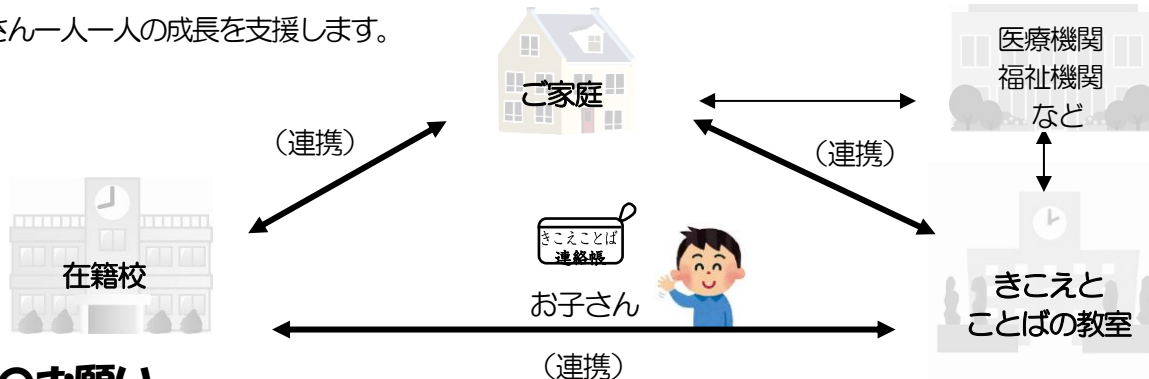 さん一人一人の成長を支援します。
医療機関
福祉機関
など
ご家庭
（連携）
（連携）
きこえことば
連絡帳
在籍校
お子さん
きこえと
ことばの教室
（連携）
のお願い